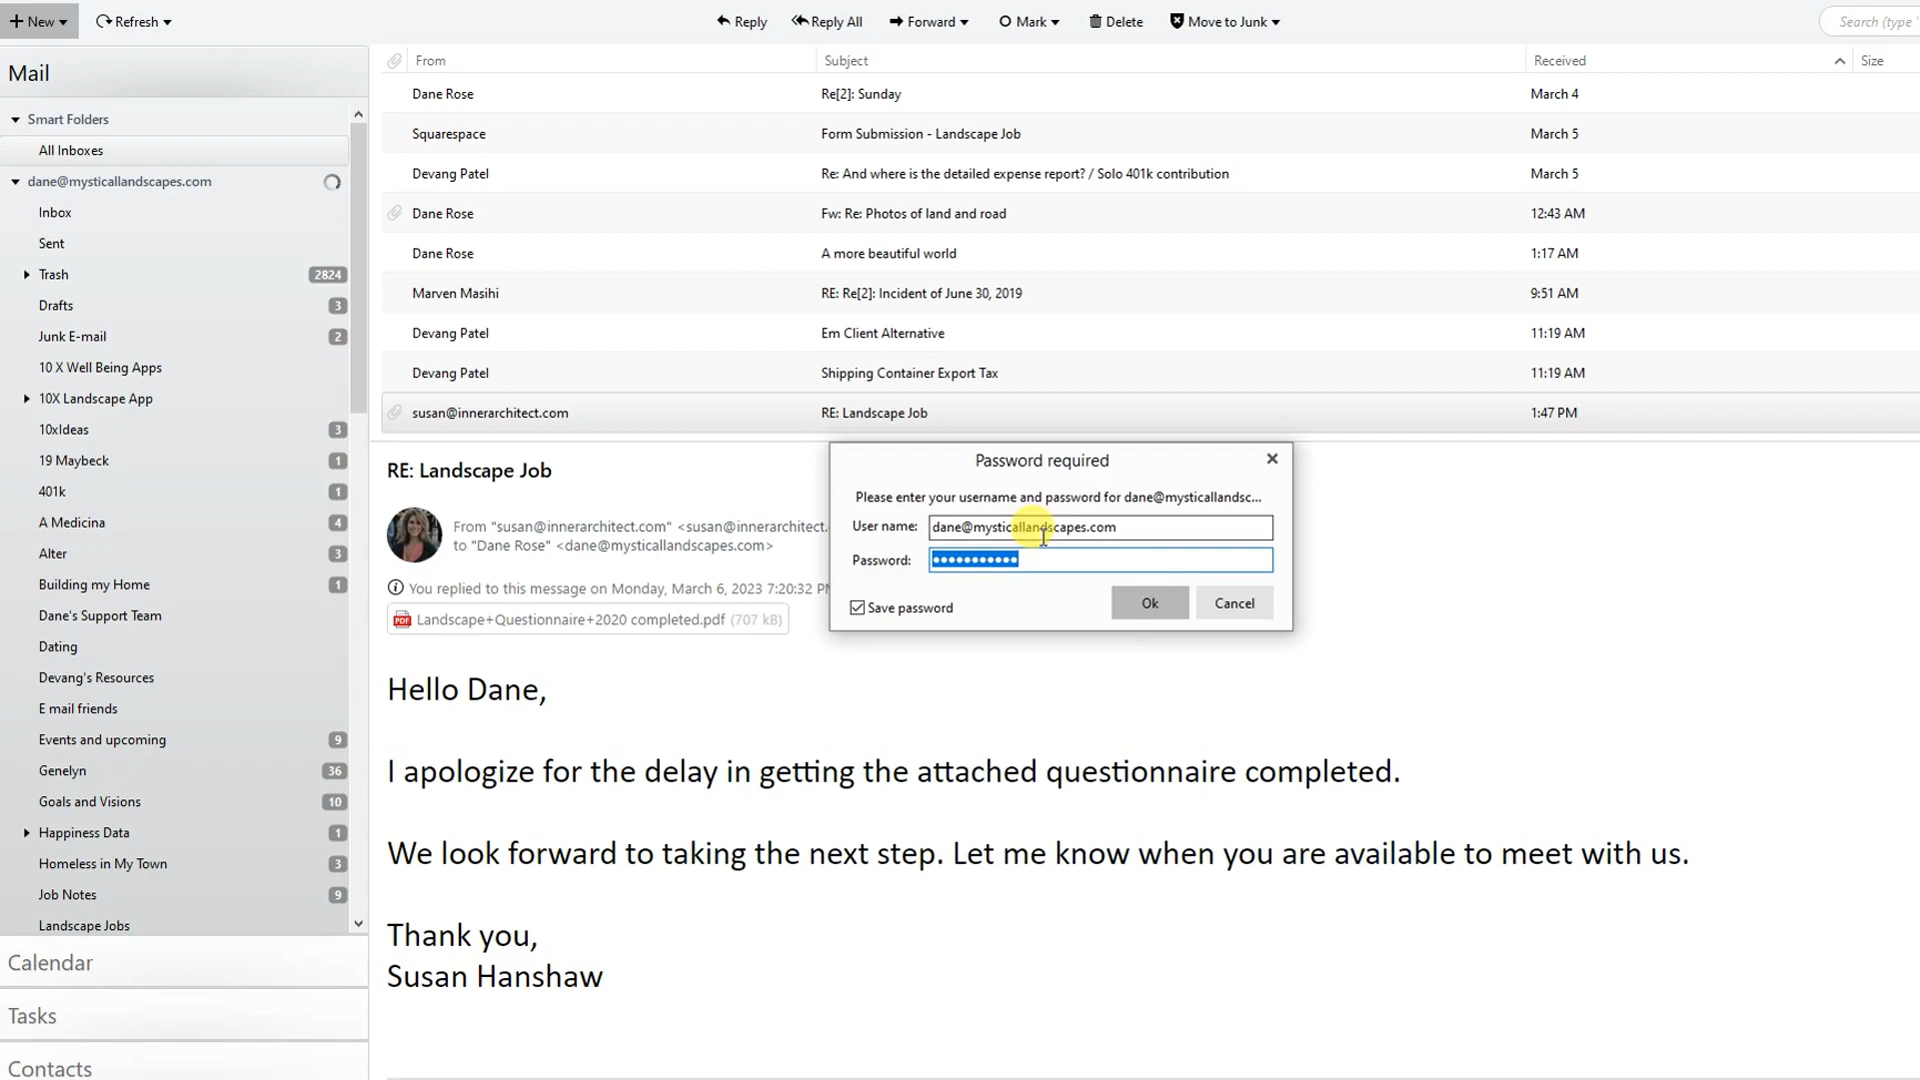 New
Refresh
Reply
Reply All
Forward
Mark
Delete
Move to Junk
Search (type
Mail
Smart Folders
All Inboxes
dane@mysticallandscapes.com
Inbox
Sent
Trash 2824
Drafts 3
Junk E-mail 2
10 X Well Being Apps
10X Landscape App
10xIdeas 3
19 Maybeck 1
401k 1
A Medicina 4
Alter 3
Building my Home 1
Dane's Support Team
Dating
Devang's Resources
E mail friends
Events and upcoming 9
Genelyn 36
Goals and Visions 10
Happiness Data 1
Homeless in My Town 3
Job Notes 9
Landscape Jobs
Calendar
Tasks
Contacts
From Subject Received Size
Dane Rose Re[2]: Sunday March 4
Squarespace Form Submission - Landscape Job March 5
Devang Patel Re: And where is the detailed expense report? / Solo 401k contribution March 5
Dane Rose Fw: Re: Photos of land and road 12:43 AM
Dane Rose A more beautiful world 1:17 AM
Marven Masihi RE: Re[2]: Incident of June 30, 2019 9:51 AM
Devang Patel Em Client Alternative 11:19 AM
Devang Patel Shipping Container Export Tax 11:19 AM
susan@innerarchitect.com RE: Landscape Job 1:47 PM
RE: Landscape Job
From "susan@innerarchitect.com" <susan@innerarchitect.
to "Dane Rose" <dane@mysticallandscapes.com>
You replied to this message on Monday, March 6, 2023 7:20:32 PM
PDF Landscape+Questionnaire+2020 completed.pdf (707 kB)
Password required
Please enter your username and password for dane@mysticallandsc...
User name: dane@mysticallandscapes.com
Password:
Save password
Ok
Cancel
Hello Dane,
I apologize for the delay in getting the attached questionnaire completed.
We look forward to taking the next step. Let me know when you are available to meet with us.
Thank you,
Susan Hanshaw